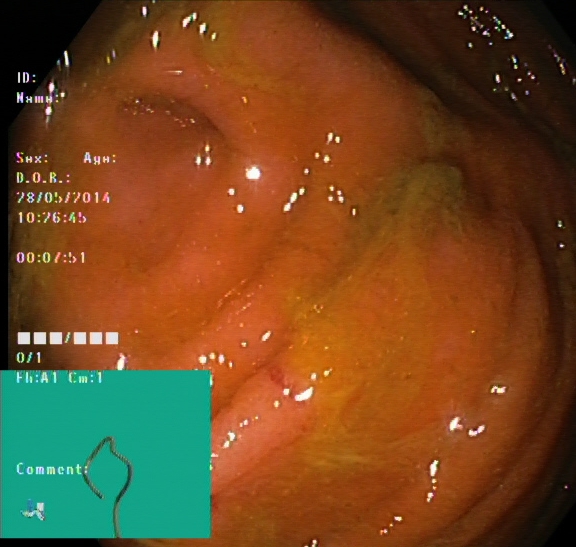 ID:
Name:
Sex: Age:
D.O.B.:
28/05/2014
10:26:45
00:07:51
■■■/■■■
0/1
Eh:A1 Cm:1
Comment: